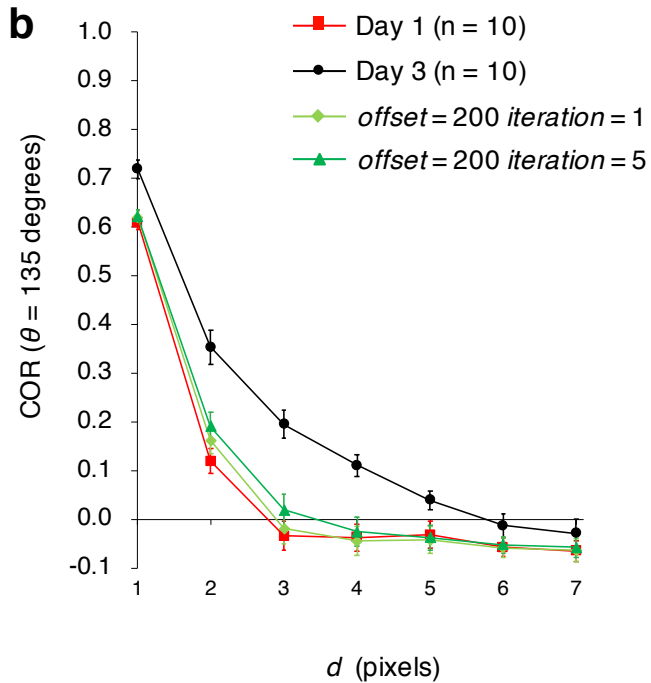 b
Day 1 (n = 10)
Day 3 (n = 10)
offset = 200 iteration = 1
offset = 200 iteration = 5
COR (θ = 135 degrees)
1.0
0.9
0.8
0.7
0.6
0.5
0.4
0.3
0.2
0.1
0.0
-0.1
1 2 3 4 5 6 7
d (pixels)